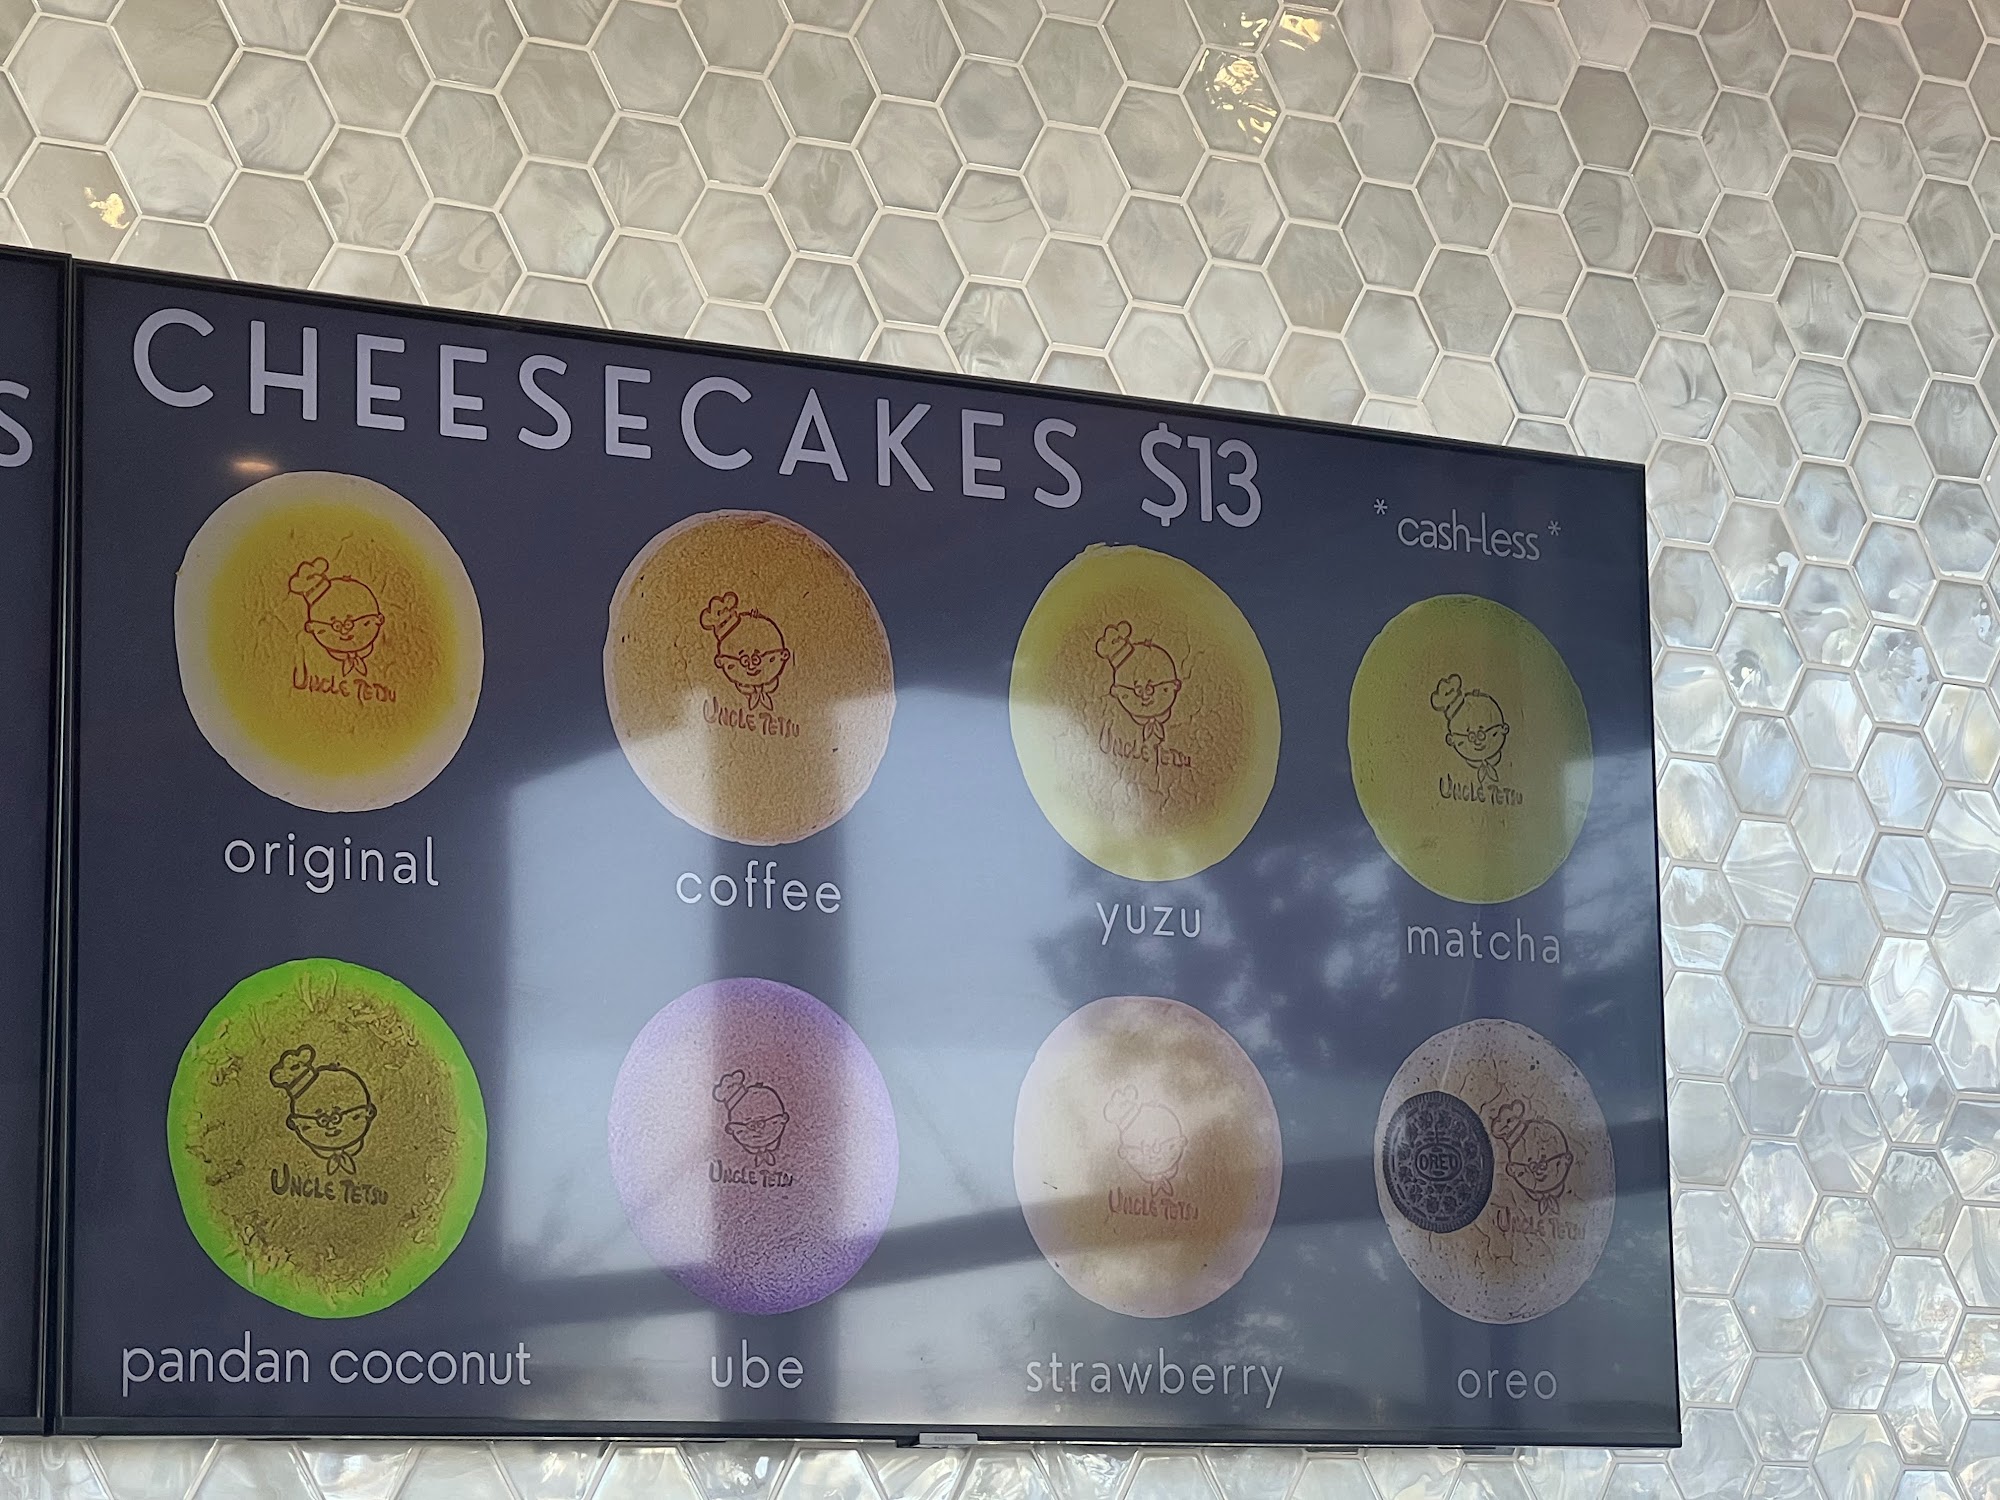 S
CHEESECAKES $13
* cash-less *
UNCLE TETSU
UNCLE TETSU
UNCLE TETSU
UNCLE TETSU
original
coffee
yuzu
matcha
UNCLE TETSU
UNCLE TETSU
UNCLE TETSU
OREO
UNCLE TETSU
pandan coconut
ube
strawberry
oreo